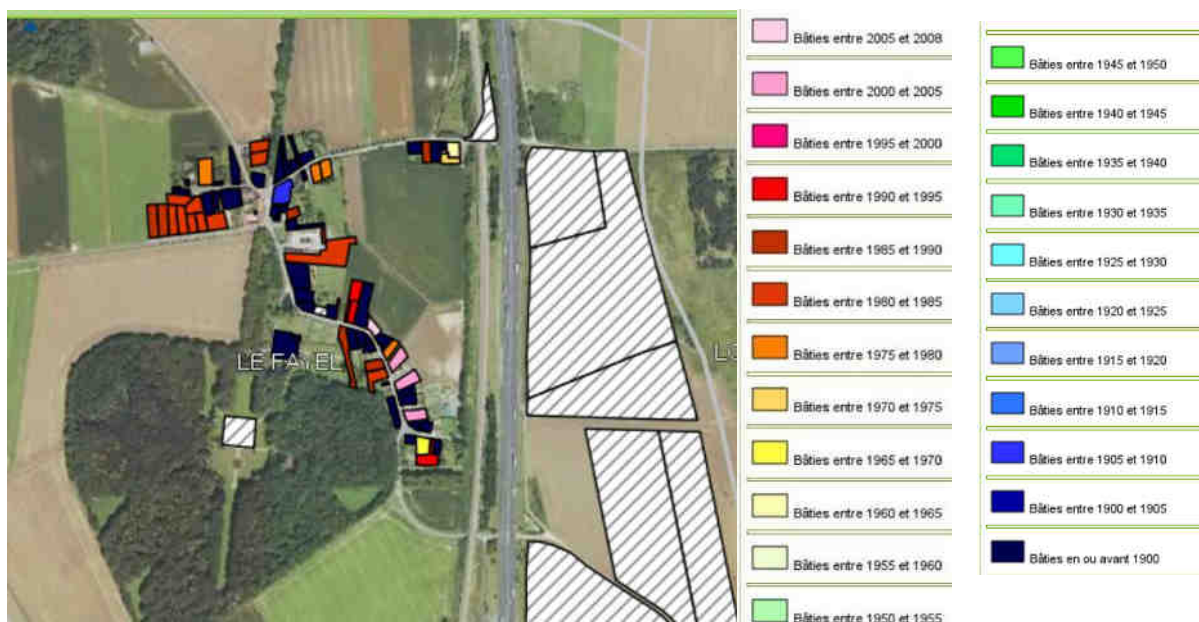 LE FAYEL
Bâties entre 2005 et 2008
Bâties entre 2000 et 2005
Bâties entre 1995 et 2000
Bâties entre 1990 et 1995
Bâties entre 1985 et 1990
Bâties entre 1980 et 1985
Bâties entre 1975 et 1980
Bâties entre 1970 et 1975
Bâties entre 1965 et 1970
Bâties entre 1960 et 1965
Bâties entre 1955 et 1960
Bâties entre 1950 et 1955
Bâties entre 1945 et 1950
Bâties entre 1940 et 1945
Bâties entre 1935 et 1940
Bâties entre 1930 et 1935
Bâties entre 1925 et 1930
Bâties entre 1920 et 1925
Bâties entre 1915 et 1920
Bâties entre 1910 et 1915
Bâties entre 1905 et 1910
Bâties entre 1900 et 1905
Bâties en ou avant 1900